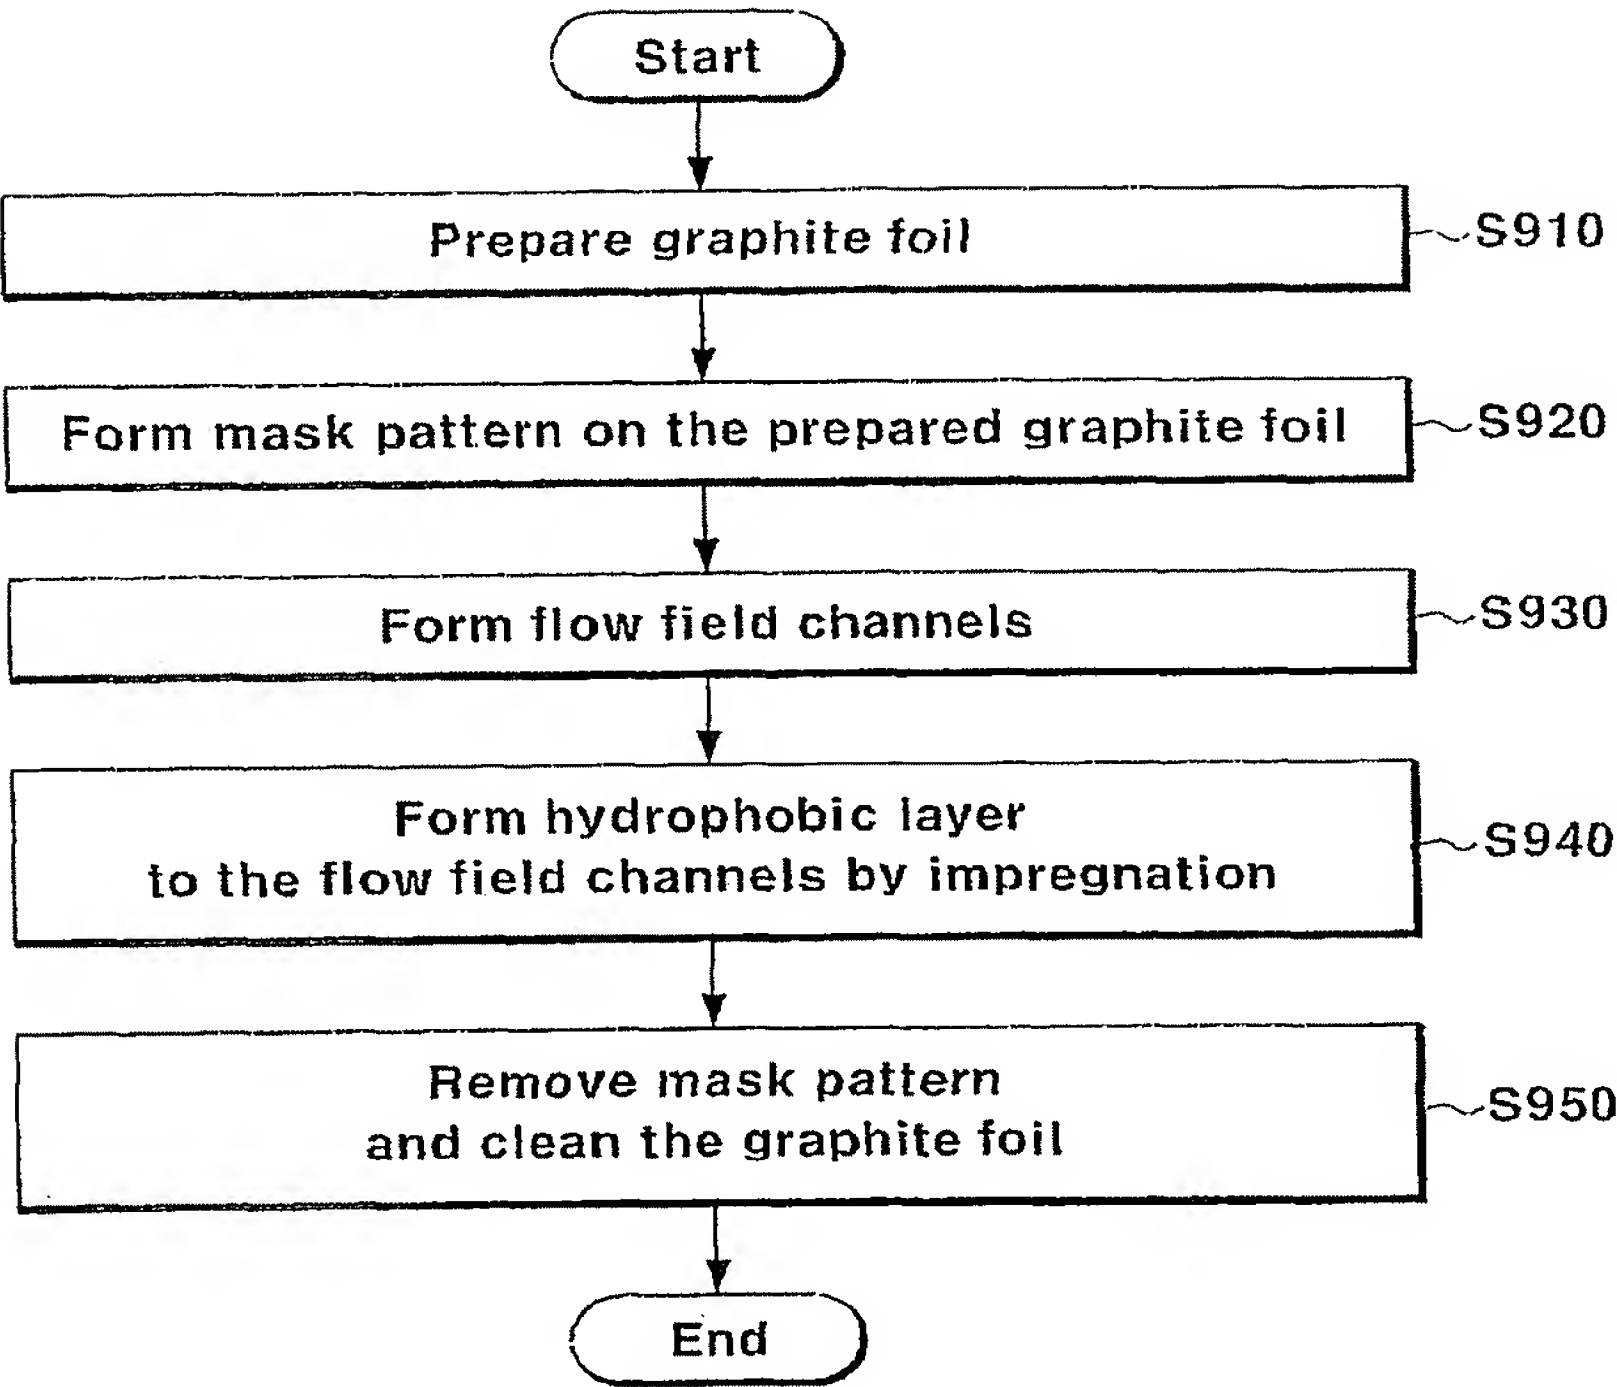 Start
Prepare graphite foil
S910
Form mask pattern on the prepared graphite foil
S920
Form flow field channels
S930
Form hydrophobic layer
to the flow field channels by impregnation
S940
Remove mask pattern
and clean the graphite foil
S950
End